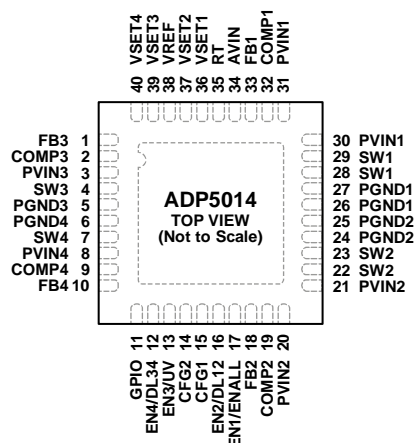 40 VSET4
39 VSET3
38 VREF
37 VSET2
36 VSET1
35 RT
34 AVIN
33 FB1
32 COMP1
31 PVIN1
FB3 1
COMP3 2
PVIN3 3
SW3 4
PGND3 5
PGND4 6
SW4 7
PVIN4 8
COMP4 9
FB4 10
ADP5014
TOP VIEW
(Not to Scale)
30 PVIN1
29 SW1
28 SW1
27 PGND1
26 PGND1
25 PGND2
24 PGND2
23 SW2
22 SW2
21 PVIN2
GPIO 11
EN4/DL34 12
EN3/UV 13
CFG2 14
CFG1 15
EN2/DL12 16
EN1/ENALL 17
FB2 18
COMP2 19
PVIN2 20